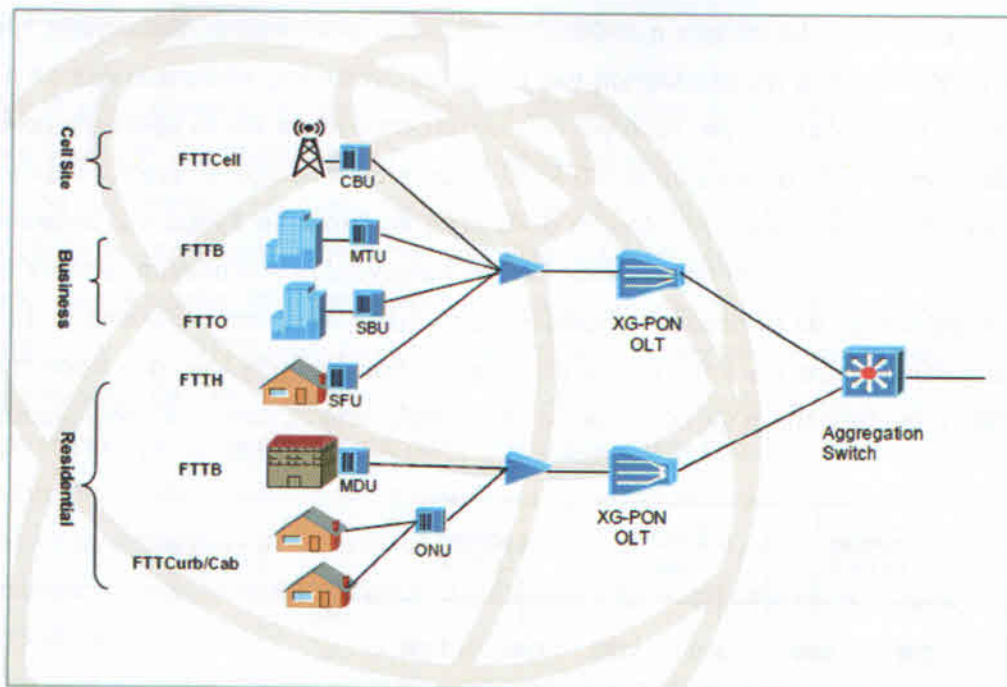 Cell Site
FTTCell
CBU
Business
FTTB
MTU
FTTO
SBU
XG-PON
OLT
Residential
FTTH
SFU
Aggregation
Switch
FTTB
MDU
XG-PON
OLT
ONU
FTTCurb/Cab